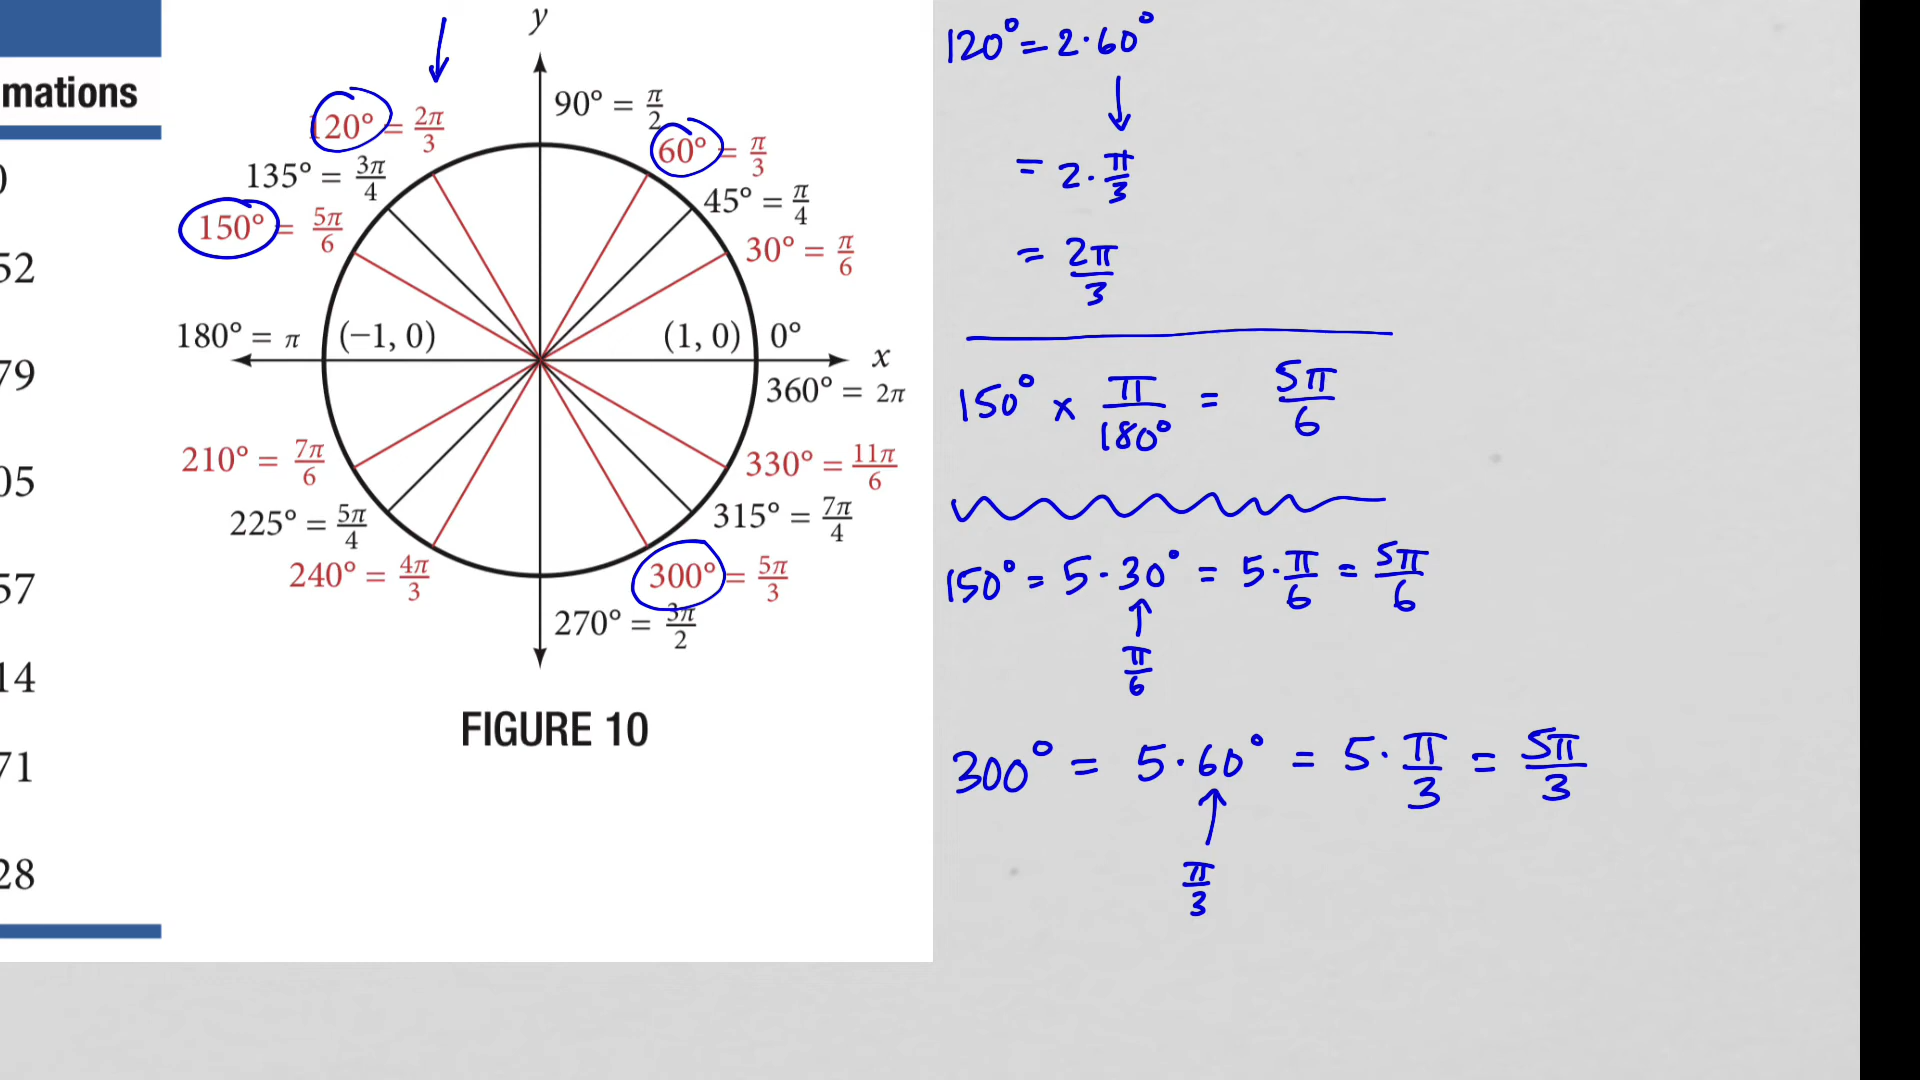 mations
0
52
79
05
57
14
71
28
y
90° = π/2
120° = 2π/3
60° = π/3
135° = 3π/4
45° = π/4
150° = 5π/6
30° = π/6
180° = π
(−1, 0)
(1, 0)
0°
x
360° = 2π
210° = 7π/6
330° = 11π/6
225° = 5π/4
315° = 7π/4
240° = 4π/3
300° = 5π/3
270° = 3π/2
FIGURE 10
120° = 2·60°
= 2·π/3
= 2π/3
150° × π/180° = 5π/6
150° = 5·30° = 5·π/6 = 5π/6
π/6
300° = 5·60° = 5·π/3 = 5π/3
π/3